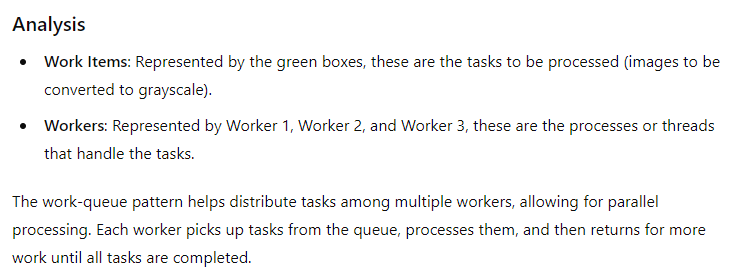 Analysis
• Work Items: Represented by the green boxes, these are the tasks to be processed (images to be
converted to grayscale).
• Workers: Represented by Worker 1, Worker 2, and Worker 3, these are the processes or threads
that handle the tasks.
The work-queue pattern helps distribute tasks among multiple workers, allowing for parallel
processing. Each worker picks up tasks from the queue, processes them, and then returns for more
work until all tasks are completed.